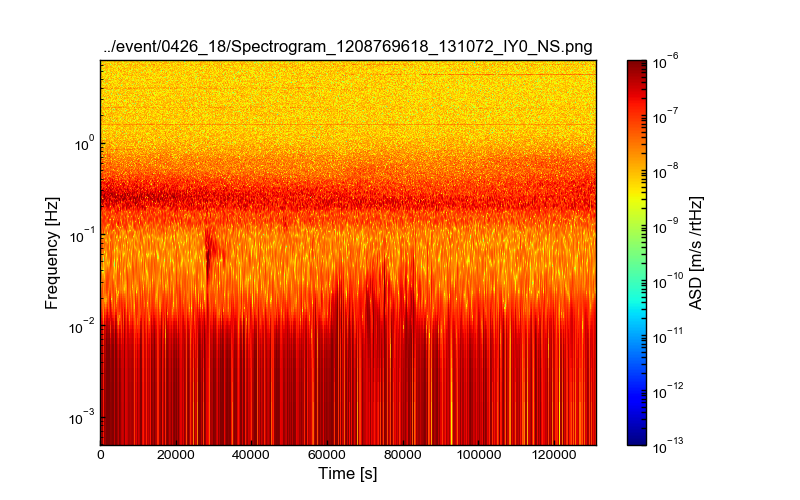 ../event/0426_18/Spectrogram_1208769618_131072_IY0_NS.png
Frequency [Hz]
10⁰
10⁻¹
10⁻²
10⁻³
0 20000 40000 60000 80000 100000 120000
Time [s]
10⁻⁶
10⁻⁷
10⁻⁸
10⁻⁹
10⁻¹⁰
10⁻¹¹
10⁻¹²
10⁻¹³
ASD [m/s /rtHz]